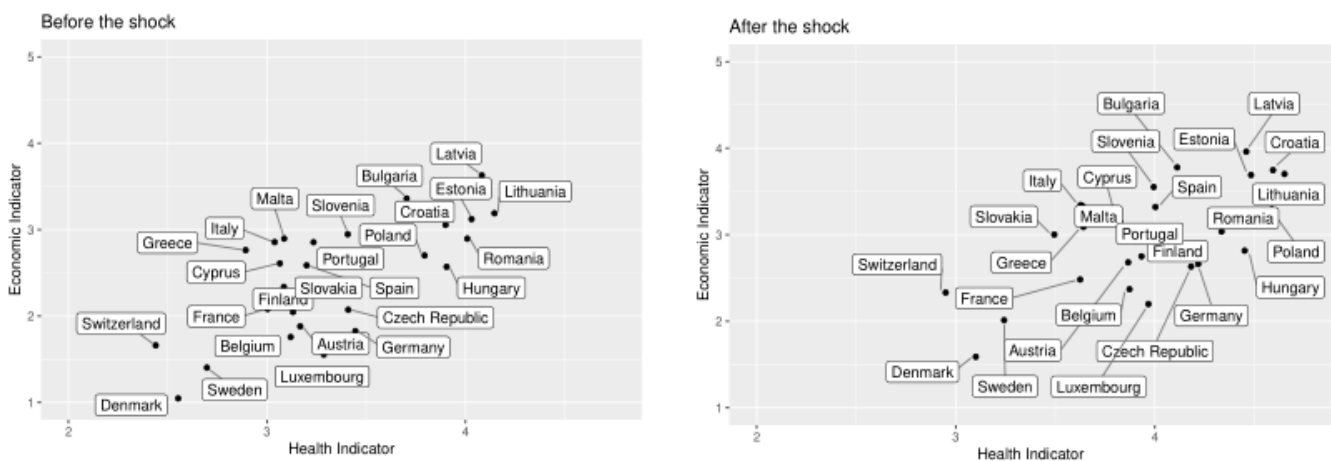 Before the shock
5
4
3
2
1
Economic Indicator
Latvia
Bulgaria
Estonia
Lithuania
Malta
Slovenia
Croatia
Italy
Poland
Greece
Portugal
Romania
Cyprus
Slovakia
Spain
Hungary
Finland
France
Czech Republic
Switzerland
Belgium
Austria
Germany
Luxembourg
Sweden
Denmark
2
3
4
Health Indicator
After the shock
5
4
3
2
1
Economic Indicator
Bulgaria
Latvia
Slovenia
Estonia
Croatia
Italy
Cyprus
Spain
Lithuania
Slovakia
Malta
Romania
Portugal
Finland
Poland
Greece
Switzerland
France
Hungary
Belgium
Germany
Austria
Czech Republic
Denmark
Sweden
Luxembourg
2
3
4
Health Indicator